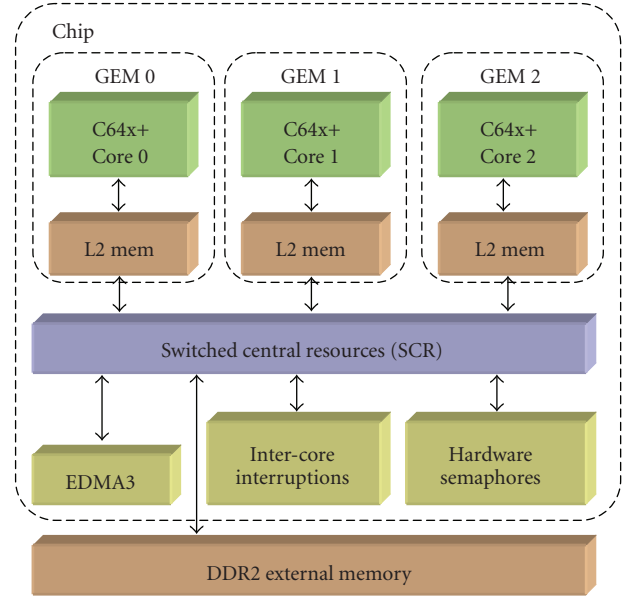 Chip
GEM 0
GEM 1
GEM 2
C64x+
Core 0
C64x+
Core 1
C64x+
Core 2
L2 mem
L2 mem
L2 mem
Switched central resources (SCR)
EDMA3
Inter-core
interruptions
Hardware
semaphores
DDR2 external memory